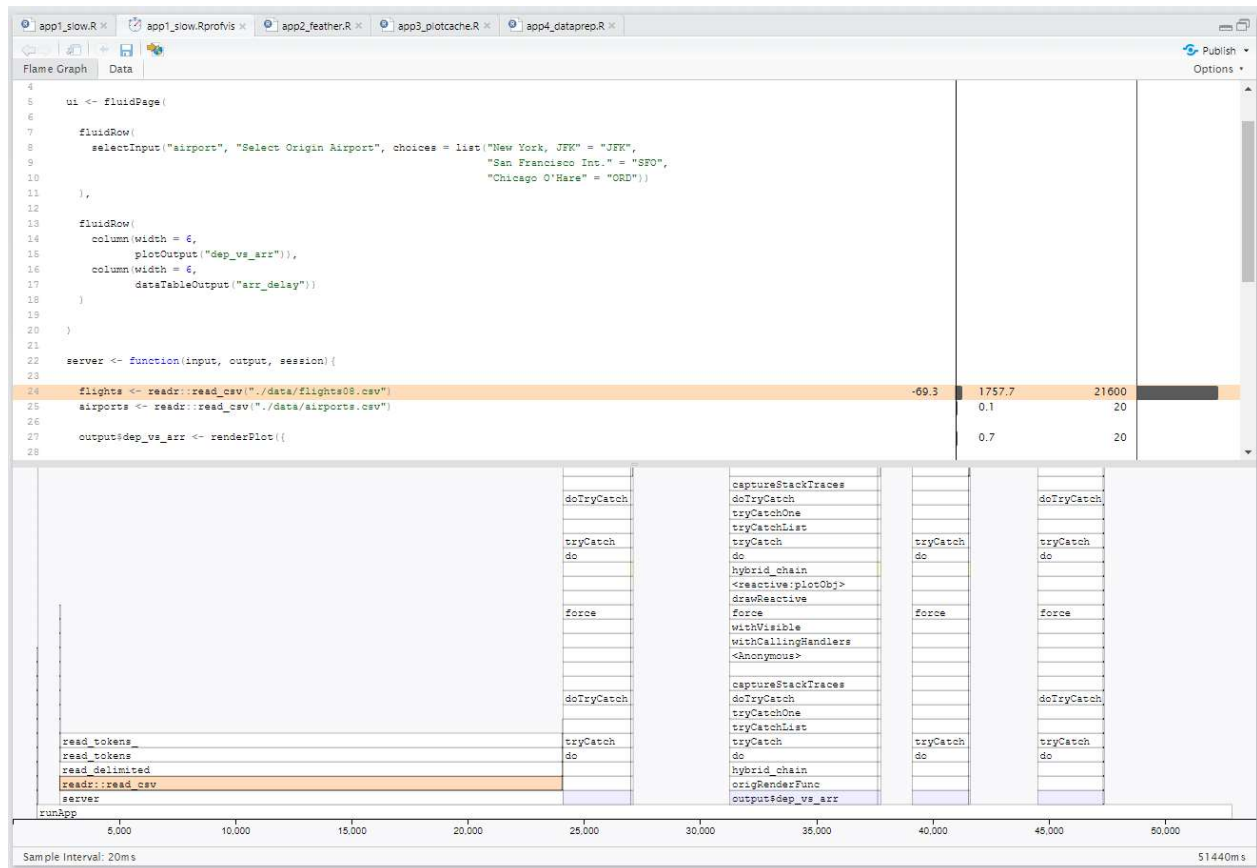 app1_slow.R × app1_slow.Rprofvis × app2_feather.R × app3_plotcache.R × app4_dataprep.R ×
Publish
Flame Graph Data Options
4
5 ui <- fluidPage(
6
7 fluidRow(
8 selectInput("airport", "Select Origin Airport", choices = list("New York, JFK" = "JFK",
9 "San Francisco Int." = "SFO",
10 "Chicago O'Hare" = "ORD"))
11 ),
12
13 fluidRow(
14 column(width = 6,
15 plotOutput("dep_vs_arr")),
16 column(width = 6,
17 dataTableOutput("arr_delay"))
18 )
19
20 )
21
22 server <- function(input, output, session){
23
24 flights <- readr::read_csv("./data/flights08.csv") -69.3 1757.7 21600
25 airports <- readr::read_csv("./data/airports.csv") 0.1 20
26
27 output$dep_vs_arr <- renderPlot({ 0.7 20
28
captureStackTraces
doTryCatch doTryCatch doTryCatch
tryCatchOne
tryCatchList
tryCatch tryCatch tryCatch tryCatch
do do do do
hybrid_chain
<reactive:plotObj>
drawReactive
force force force force
withVisible
withCallingHandlers
<Anonymous>
captureStackTraces
doTryCatch doTryCatch doTryCatch
tryCatchOne
tryCatchList
read_tokens_ tryCatch tryCatch tryCatch tryCatch
read_tokens do do do do
read_delimited hybrid_chain
readr::read_csv origRenderFunc
server output$dep_vs_arr
runApp
5,000 10,000 15,000 20,000 25,000 30,000 35,000 40,000 45,000 50,000
Sample Interval: 20ms 51440ms